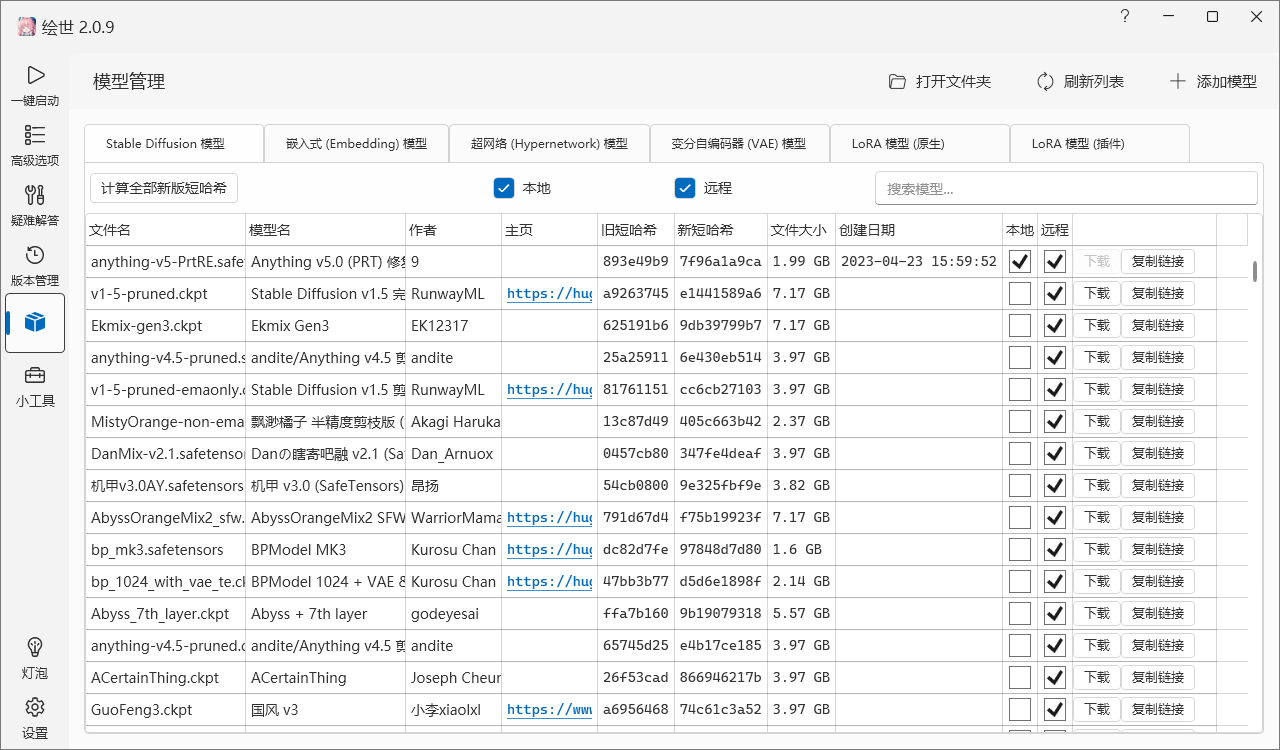 绘世 2.0.9
?
一键启动
高级选项
疑难解答
版本管理
小工具
灯泡
设置
模型管理
打开文件夹 刷新列表 添加模型
Stable Diffusion 模型 嵌入式 (Embedding) 模型 超网络 (Hypernetwork) 模型 变分自编码器 (VAE) 模型 LoRA 模型 (原生) LoRA 模型 (插件)
计算全部新版短哈希 本地 远程 搜索模型...
文件名 模型名 作者 主页 旧短哈希 新短哈希 文件大小 创建日期 本地 远程
anything-v5-PrtRE.safe Anything v5.0 (PRT) 修 9 893e49b9 7f96a1a9ca 1.99 GB 2023-04-23 15:59:52 下载 复制链接
v1-5-pruned.ckpt Stable Diffusion v1.5 完 RunwayML https://hug a9263745 e1441589a6 7.17 GB 下载 复制链接
Ekmix-gen3.ckpt Ekmix Gen3 EK12317 625191b6 9db39799b7 7.17 GB 下载 复制链接
anything-v4.5-pruned.s andite/Anything v4.5 剪 andite 25a25911 6e430eb514 3.97 GB 下载 复制链接
v1-5-pruned-emaonly.c Stable Diffusion v1.5 剪 RunwayML https://hug 81761151 cc6cb27103 3.97 GB 下载 复制链接
MistyOrange-non-ema 飘渺橘子 半精度剪枝版 ( Akagi Haruka 13c87d49 405c663b42 2.37 GB 下载 复制链接
DanMix-v2.1.safetensor Danの瞎寄吧融 v2.1 (Sa Dan_Arnuox 0457cb80 347fe4deaf 3.97 GB 下载 复制链接
机甲v3.0AY.safetensors 机甲 v3.0 (SafeTensors) 昂扬 54cb0800 9e325fbf9e 3.82 GB 下载 复制链接
AbyssOrangeMix2_sfw. AbyssOrangeMix2 SFW WarriorMama https://hug 791d67d4 f75b19923f 7.17 GB 下载 复制链接
bp_mk3.safetensors BPModel MK3 Kurosu Chan https://hug dc82d7fe 97848d7d80 1.6 GB 下载 复制链接
bp_1024_with_vae_te.ck BPModel 1024 + VAE & Kurosu Chan https://hug 47bb3b77 d5d6e1898f 2.14 GB 下载 复制链接
Abyss_7th_layer.ckpt Abyss + 7th layer godeyesai ffa7b160 9b19079318 5.57 GB 下载 复制链接
anything-v4.5-pruned.c andite/Anything v4.5 剪 andite 65745d25 e4b17ce185 3.97 GB 下载 复制链接
ACertainThing.ckpt ACertainThing Joseph Cheun 26f53cad 866946217b 3.97 GB 下载 复制链接
GuoFeng3.ckpt 国风 v3 小李xiaolxl https://www a6956468 74c61c3a52 3.97 GB 下载 复制链接